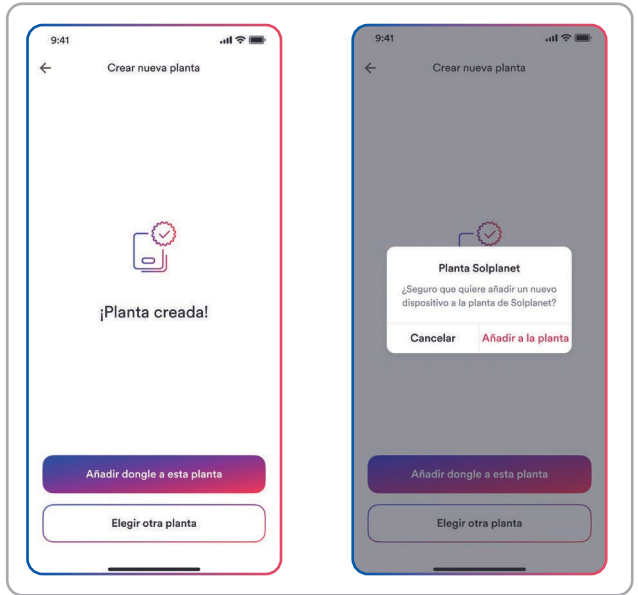 9:41
Crear nueva planta
¡Planta creada!
Añadir dongle a esta planta
Elegir otra planta
9:41
Crear nueva planta
Planta Solplanet
¿Seguro que quiere añadir un nuevo
dispositivo a la planta de Solplanet?
Cancelar Añadir a la planta
Añadir dongle a esta planta
Elegir otra planta